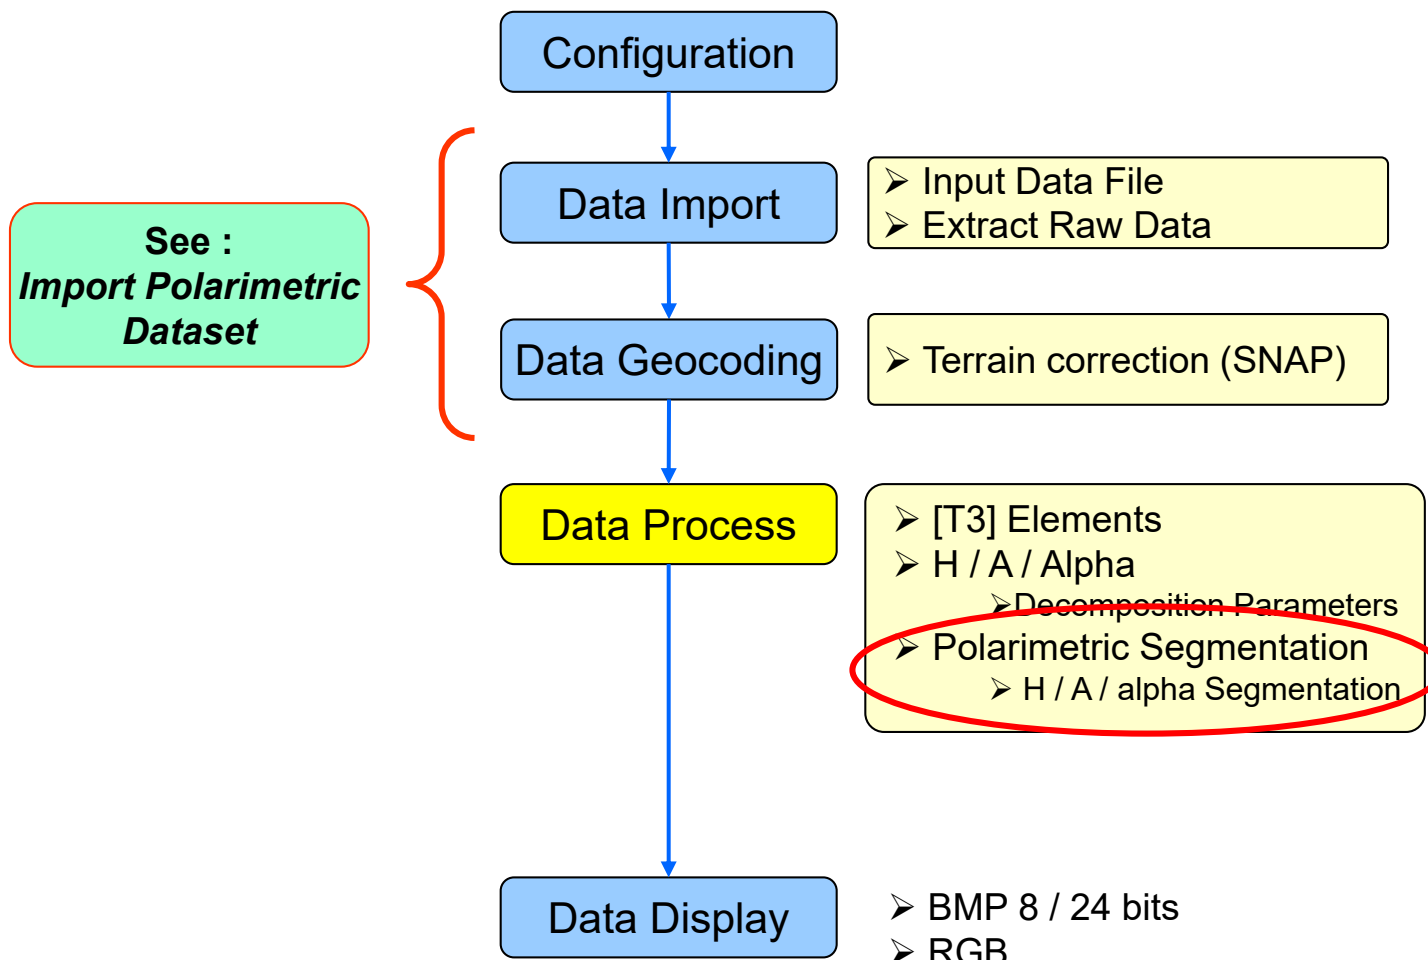 Configuration
Data Import
➢ Input Data File
➢ Extract Raw Data
See :
Import Polarimetric
Dataset
Data Geocoding
➢ Terrain correction (SNAP)
Data Process
➢ [T3] Elements
➢ H / A / Alpha
➢Decomposition Parameters
➢ Polarimetric Segmentation
➢ H / A / alpha Segmentation
Data Display
➢ BMP 8 / 24 bits
➢ RGB